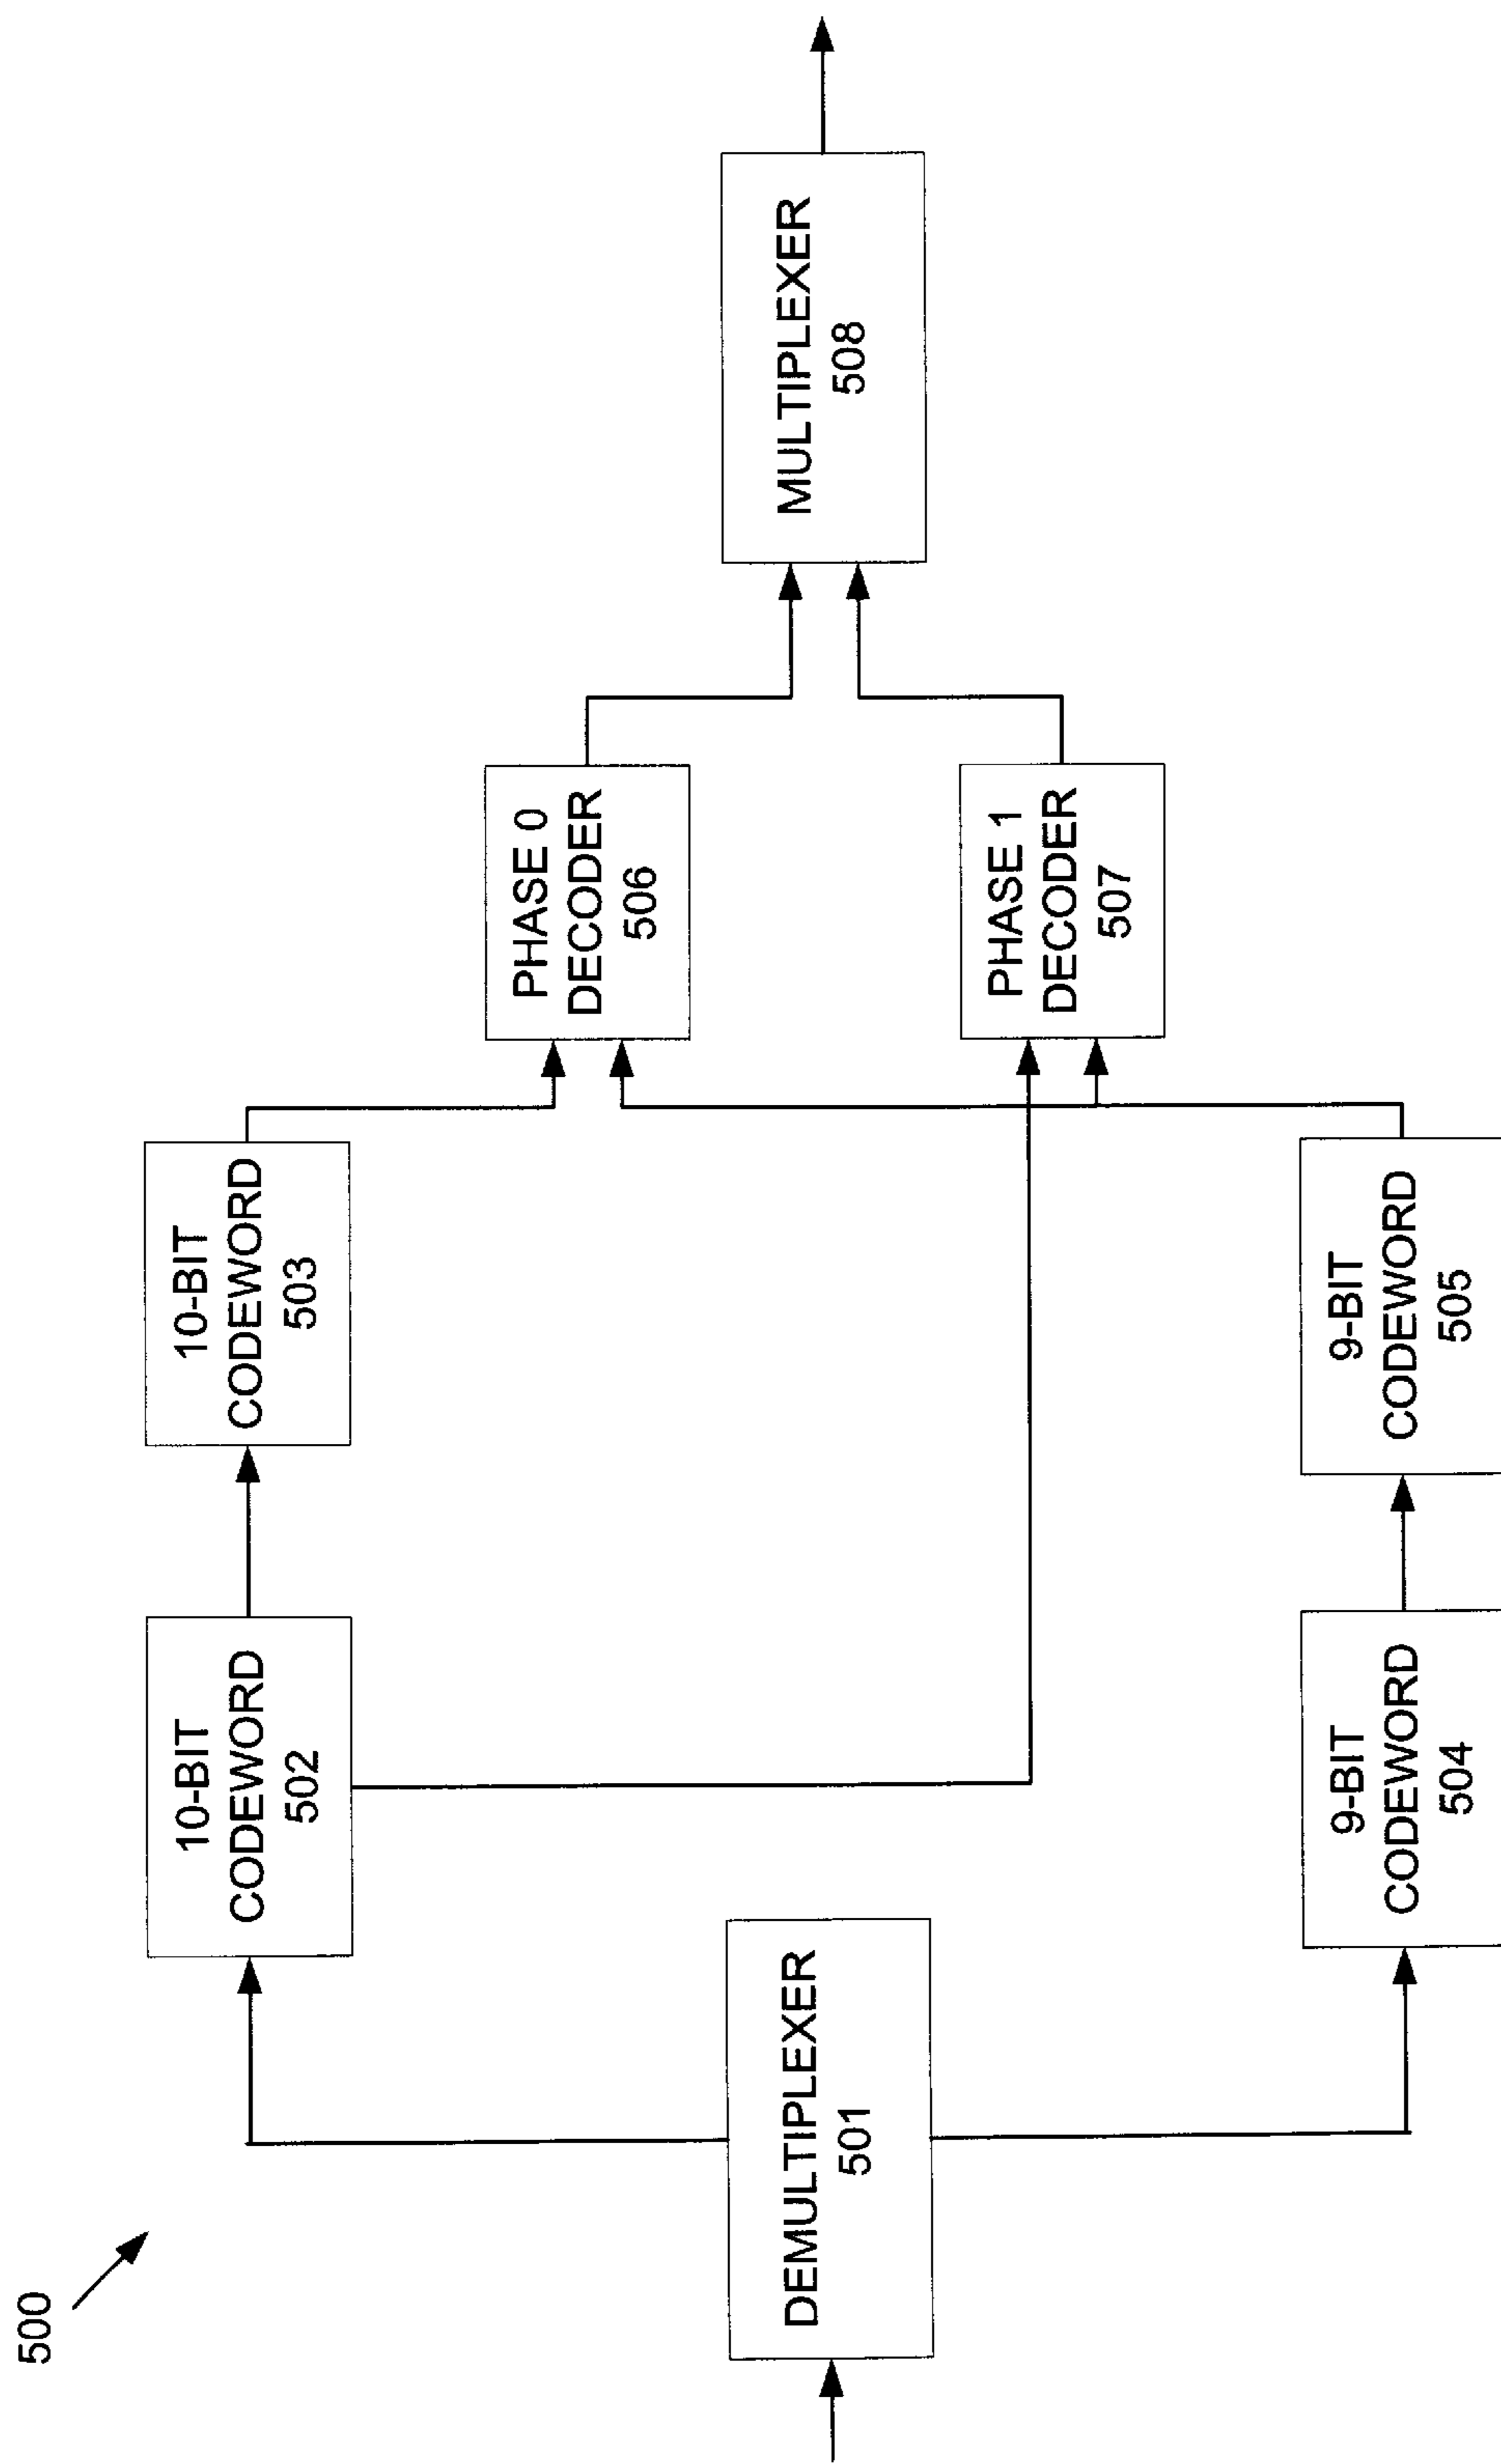 500
DEMULTIPLEXER
501
10-BIT
CODEWORD
502
10-BIT
CODEWORD
503
9-BIT
CODEWORD
504
9-BIT
CODEWORD
505
PHASE 0
DECODER
506
PHASE 1
DECODER
507
MULTIPLEXER
508